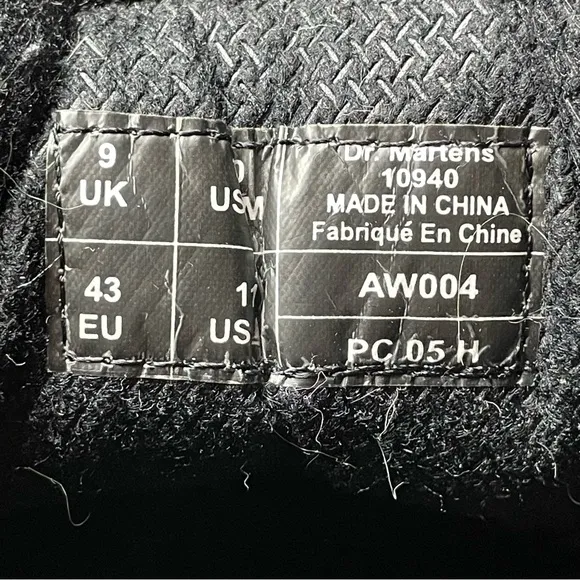 9
UK
US M
43
EU
US
Dr. Martens
10940
MADE IN CHINA
Fabriqué En Chine
AW004
PC 05 H